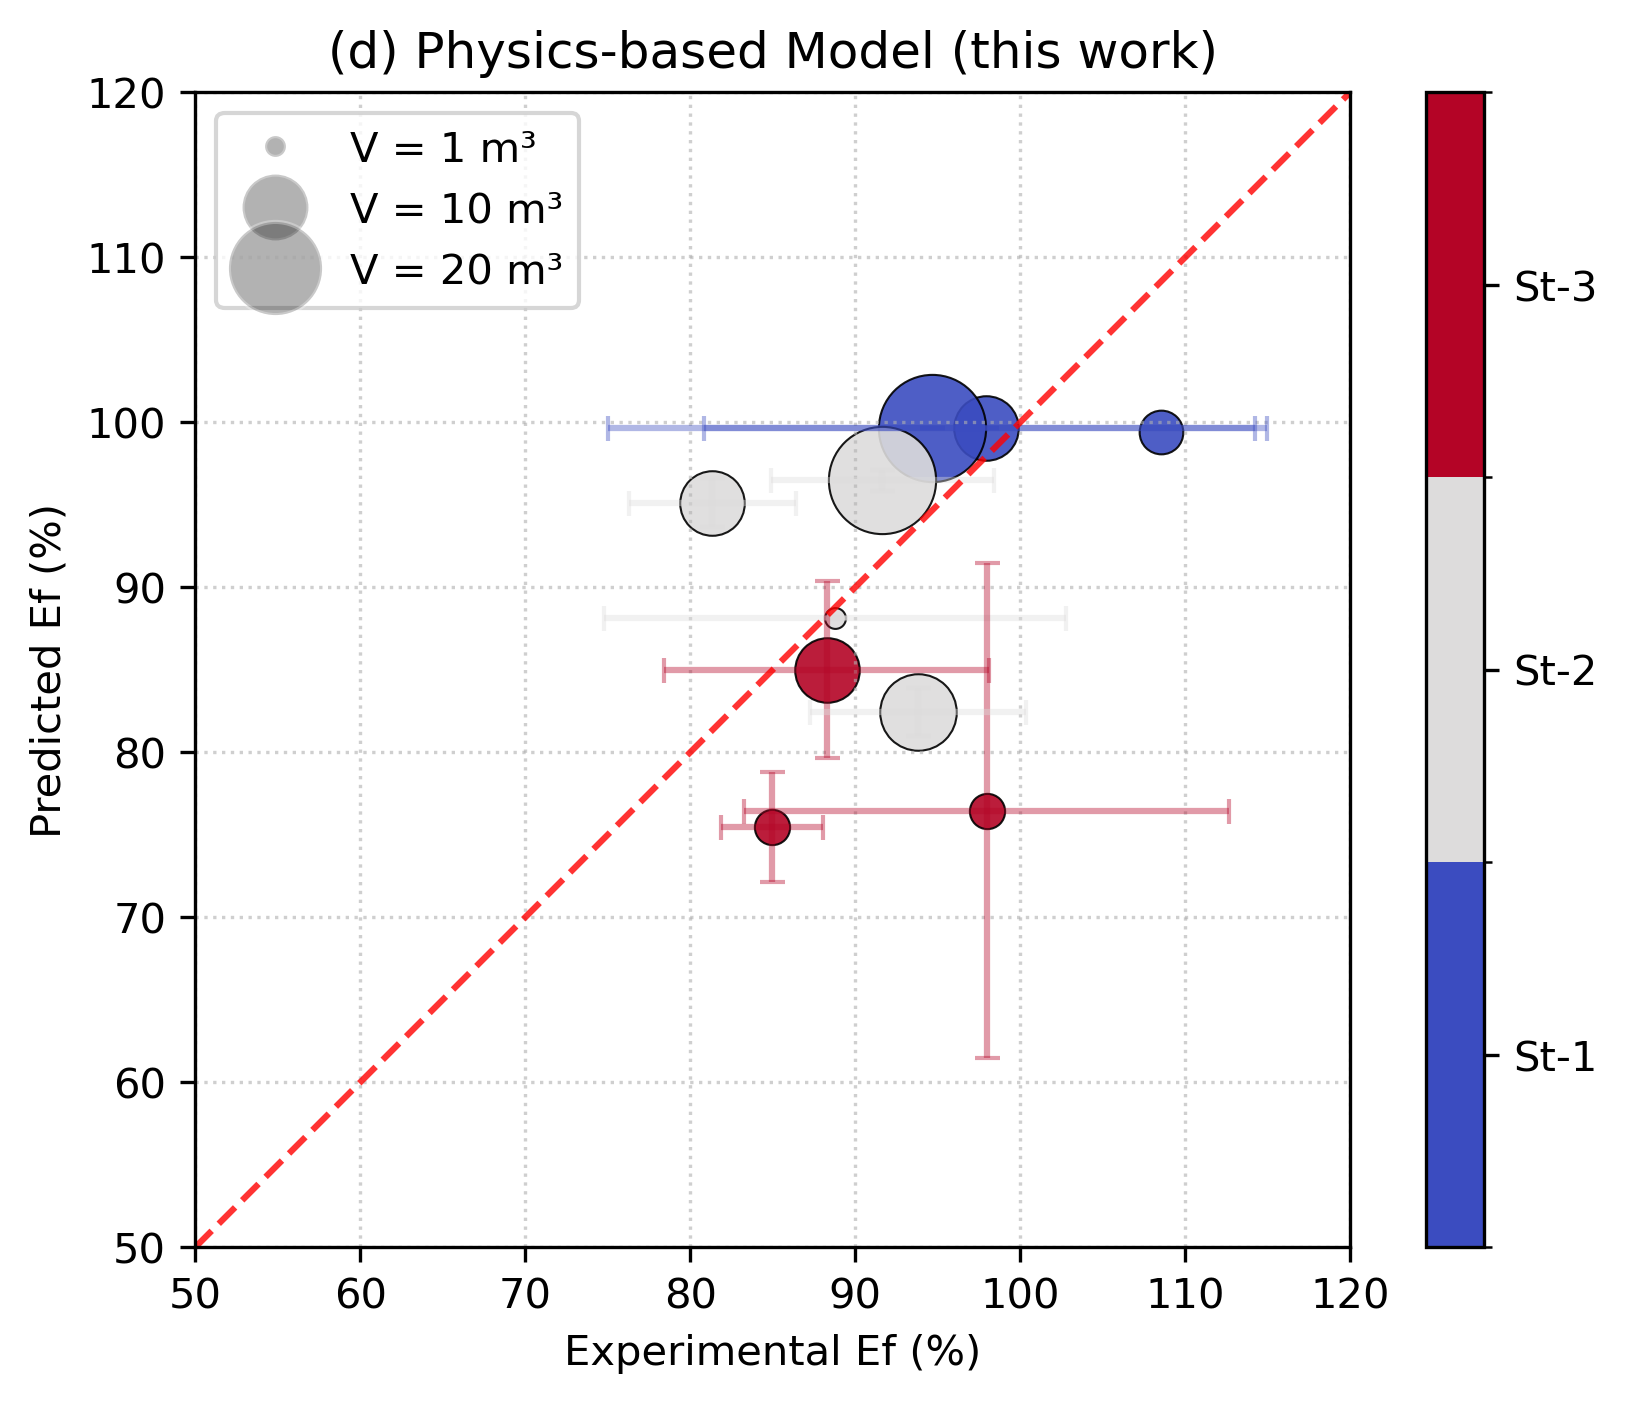 (d) Physics-based Model (this work)
V = 1 m³
V = 10 m³
V = 20 m³
120
110
100
90
80
70
60
50
Predicted Ef (%)
50 60 70 80 90 100 110 120
Experimental Ef (%)
St-3
St-2
St-1